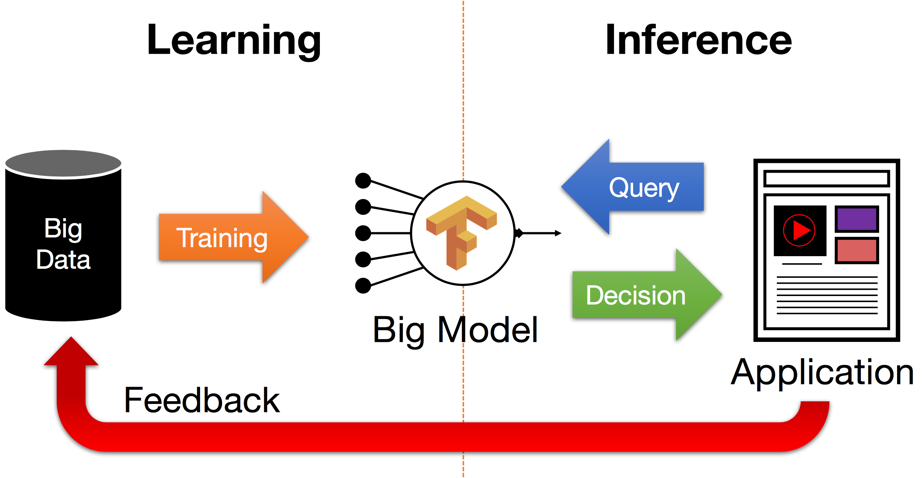 Learning
Inference
Big
Data
Training
Query
Decision
Big Model
Application
Feedback